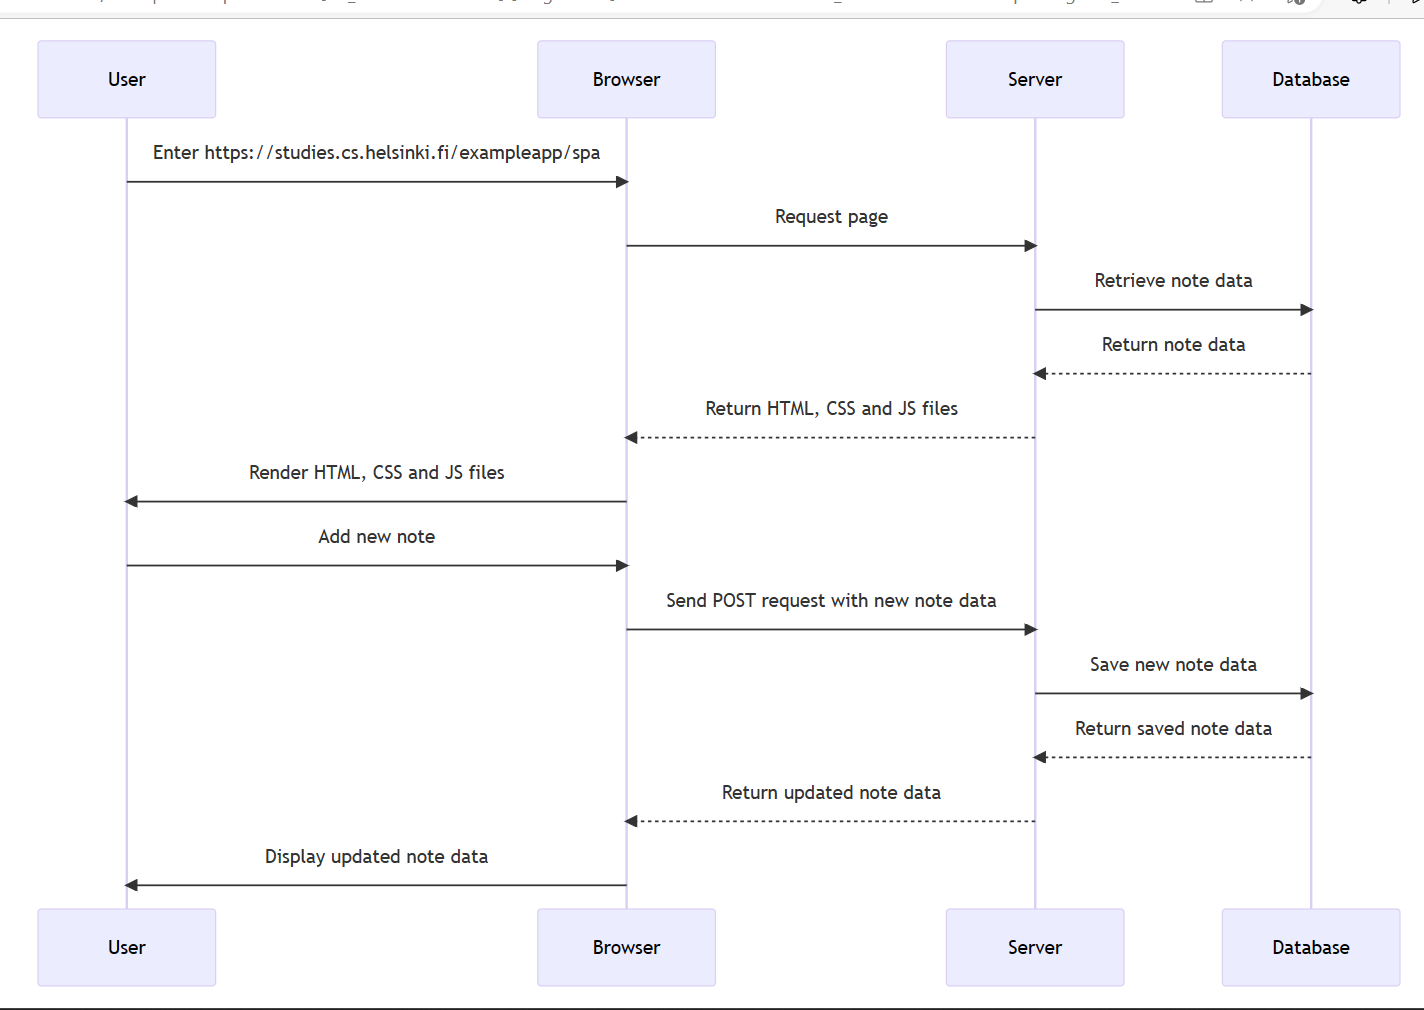 User Browser Server Database
Enter https://studies.cs.helsinki.fi/exampleapp/spa
Request page
Retrieve note data
Return note data
Return HTML, CSS and JS files
Render HTML, CSS and JS files
Add new note
Send POST request with new note data
Save new note data
Return saved note data
Return updated note data
Display updated note data
User Browser Server Database